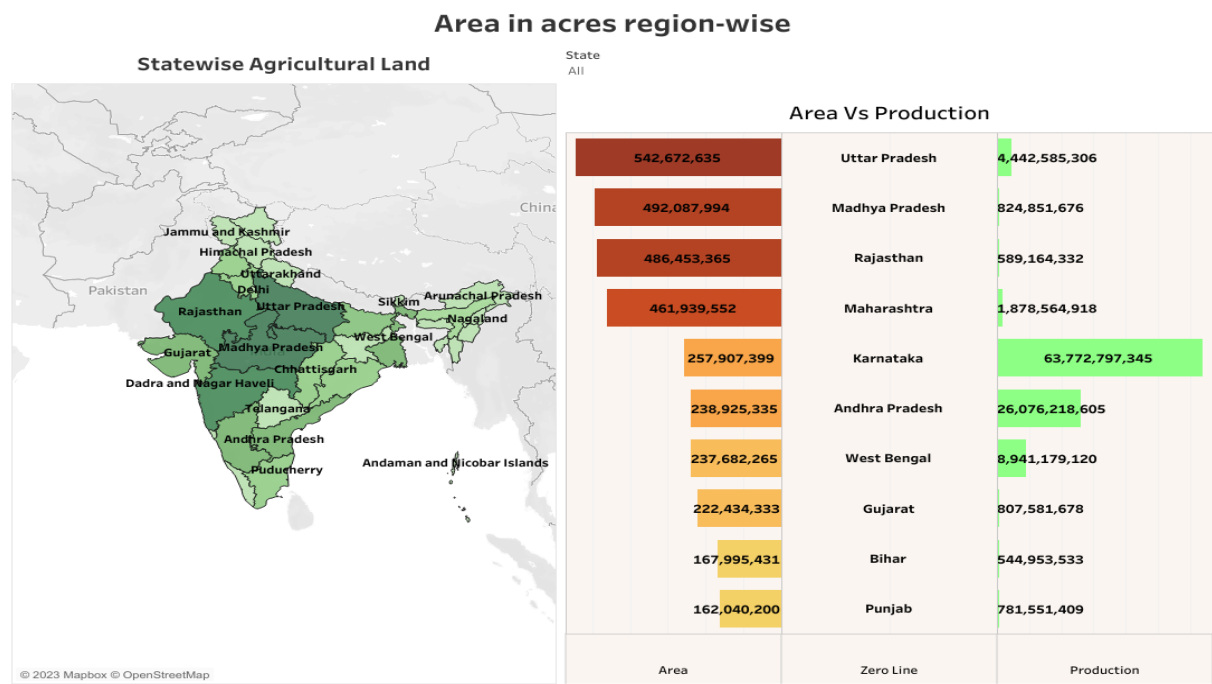 Area in acres region-wise
Statewise Agricultural Land
State
All
China
Jammu and Kashmir
Himachal Pradesh
Uttarakhand
Pakistan
Delhi
Rajasthan
Uttar Pradesh
Sikkim
Arunachal Pradesh
Nagaland
West Bengal
Gujarat
Madhya Pradesh
India
Chhattisgarh
Dadra and Nagar Haveli
Telangana
Andhra Pradesh
Puducherry
Andaman and Nicobar Islands
© 2023 Mapbox © OpenStreetMap
Area Vs Production
542,672,635 Uttar Pradesh 4,442,585,306
492,087,994 Madhya Pradesh 824,851,676
486,453,365 Rajasthan 589,164,332
461,939,552 Maharashtra 1,878,564,918
257,907,399 Karnataka 63,772,797,345
238,925,335 Andhra Pradesh 26,076,218,605
237,682,265 West Bengal 8,941,179,120
222,434,333 Gujarat 807,581,678
167,995,431 Bihar 544,953,533
162,040,200 Punjab 781,551,409
Area Zero Line Production